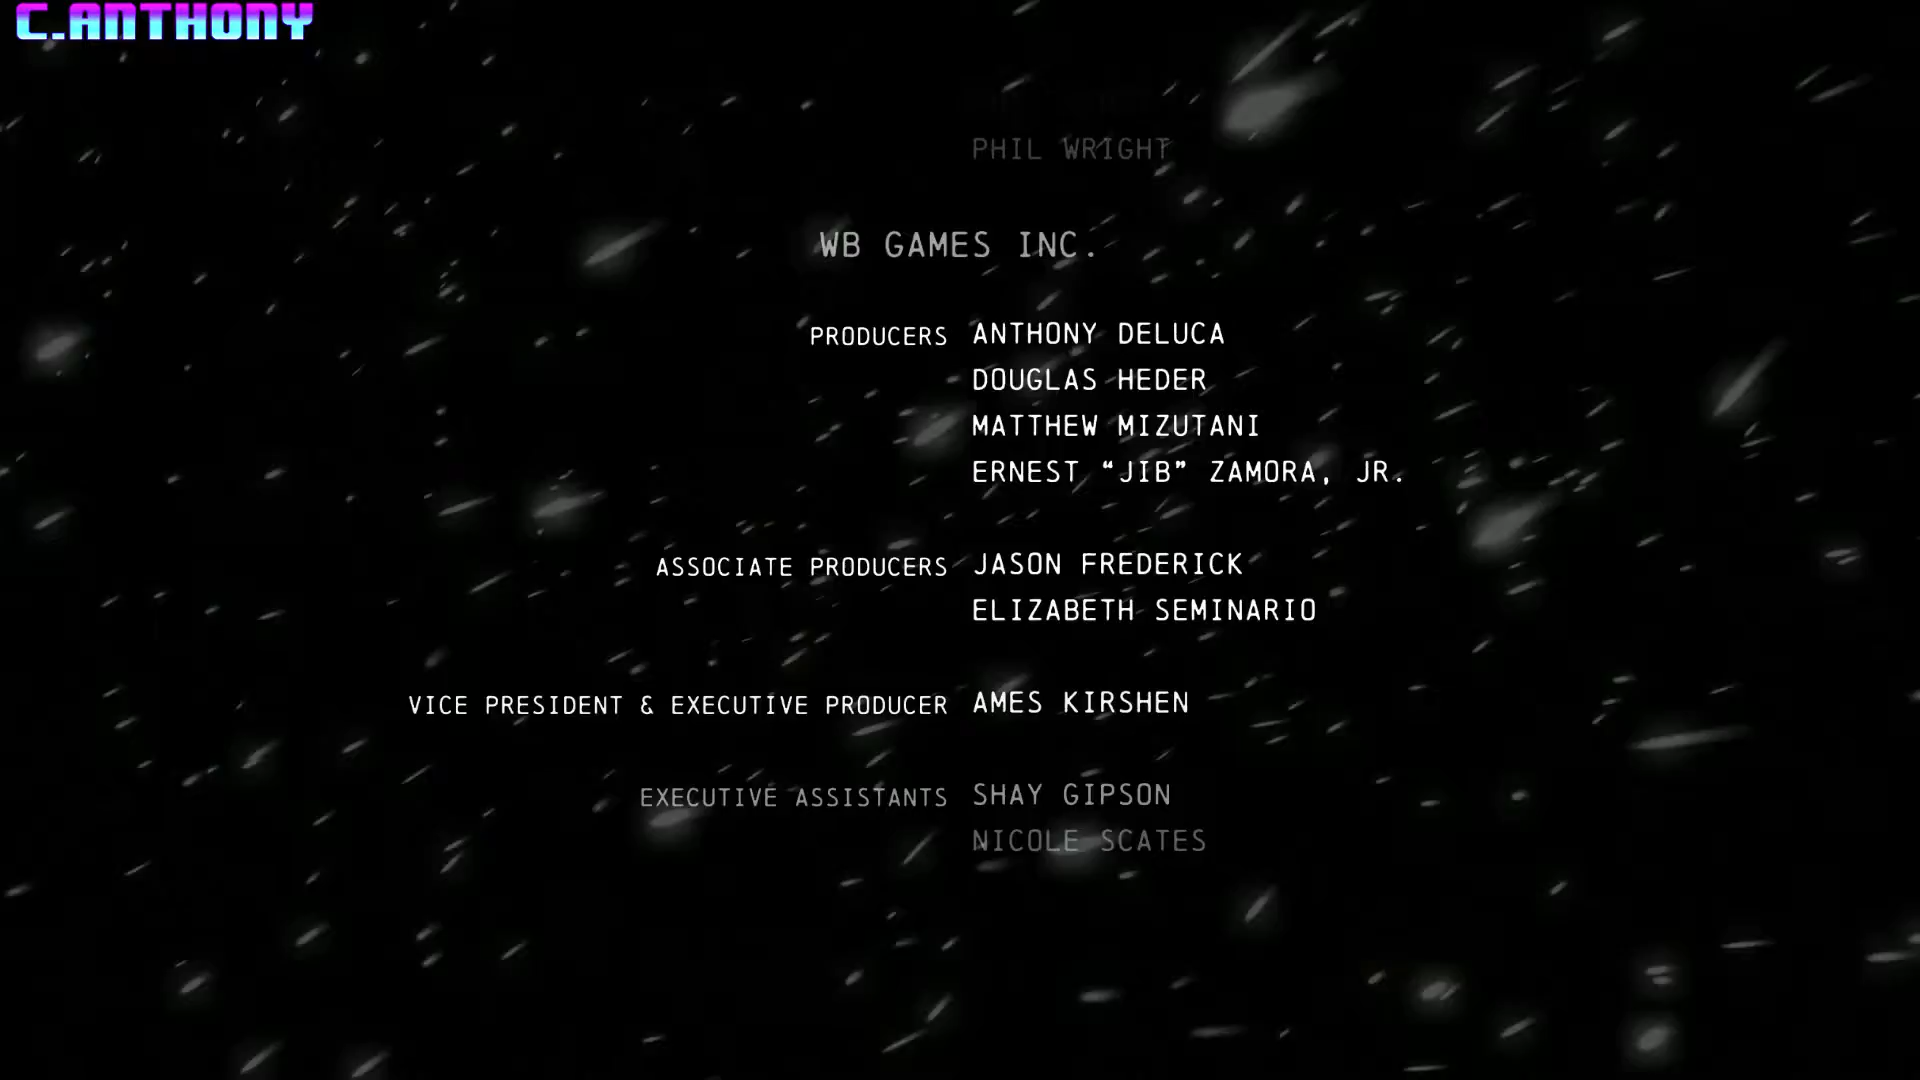 C.ANTHONY
PHIL WRIGHT
WB GAMES INC.
PRODUCERS ANTHONY DELUCA
DOUGLAS HEDER
MATTHEW MIZUTANI
ERNEST “JIB” ZAMORA, JR.
ASSOCIATE PRODUCERS JASON FREDERICK
ELIZABETH SEMINARIO
VICE PRESIDENT & EXECUTIVE PRODUCER AMES KIRSHEN
EXECUTIVE ASSISTANTS SHAY GIPSON
NICOLE SCATES